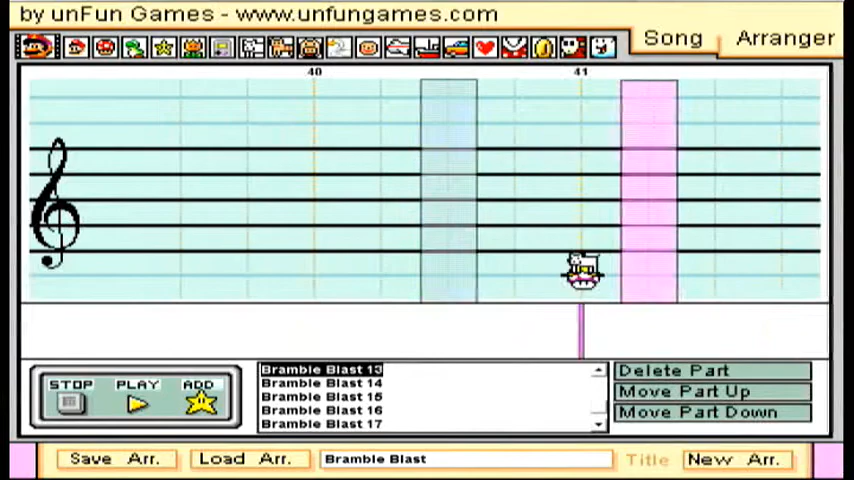 by unFun Games - www.unfungames.com
Song
Arranger
40
41
STOP
PLAY
ADD
Bramble Blast 13
Bramble Blast 14
Bramble Blast 15
Bramble Blast 16
Bramble Blast 17
Delete Part
Move Part Up
Move Part Down
Save Arr.
Load Arr.
Bramble Blast
Title
New Arr.